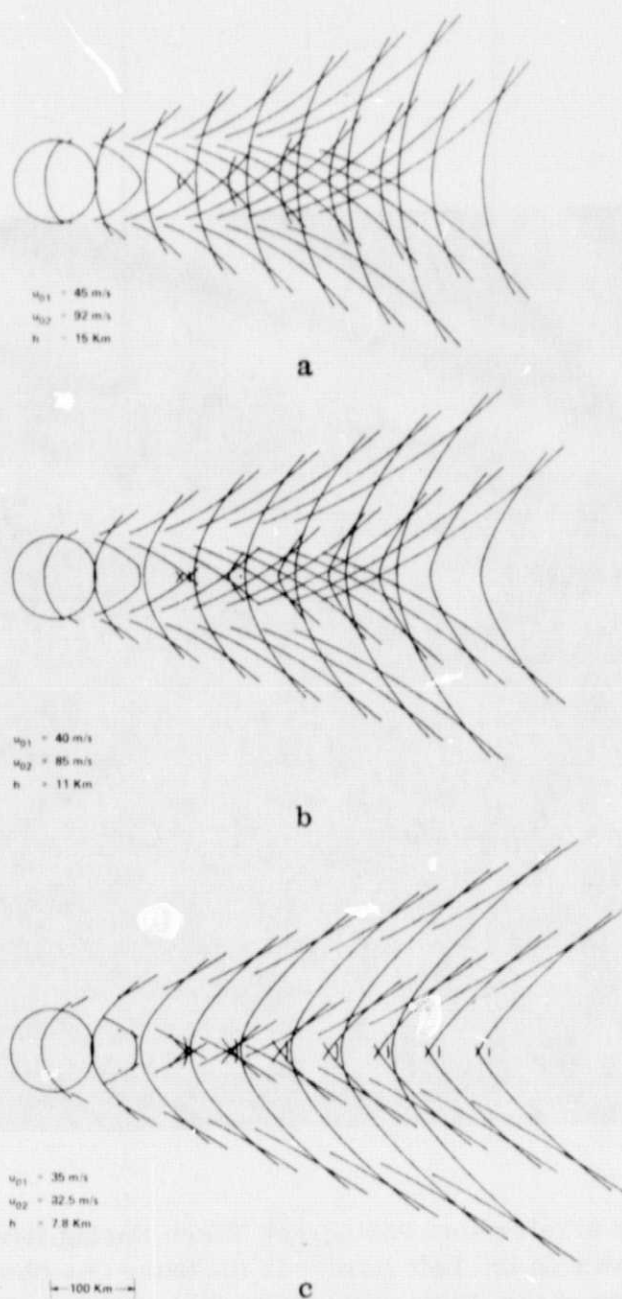 u₀₁ = 45 m/s
u₀₂ = 92 m/s
h = 15 Km
a
u₀₁ = 40 m/s
u₀₂ = 85 m/s
h = 11 Km
b
u₀₁ = 35 m/s
u₀₂ = 32.5 m/s
h = 7.8 Km
100 Km
c